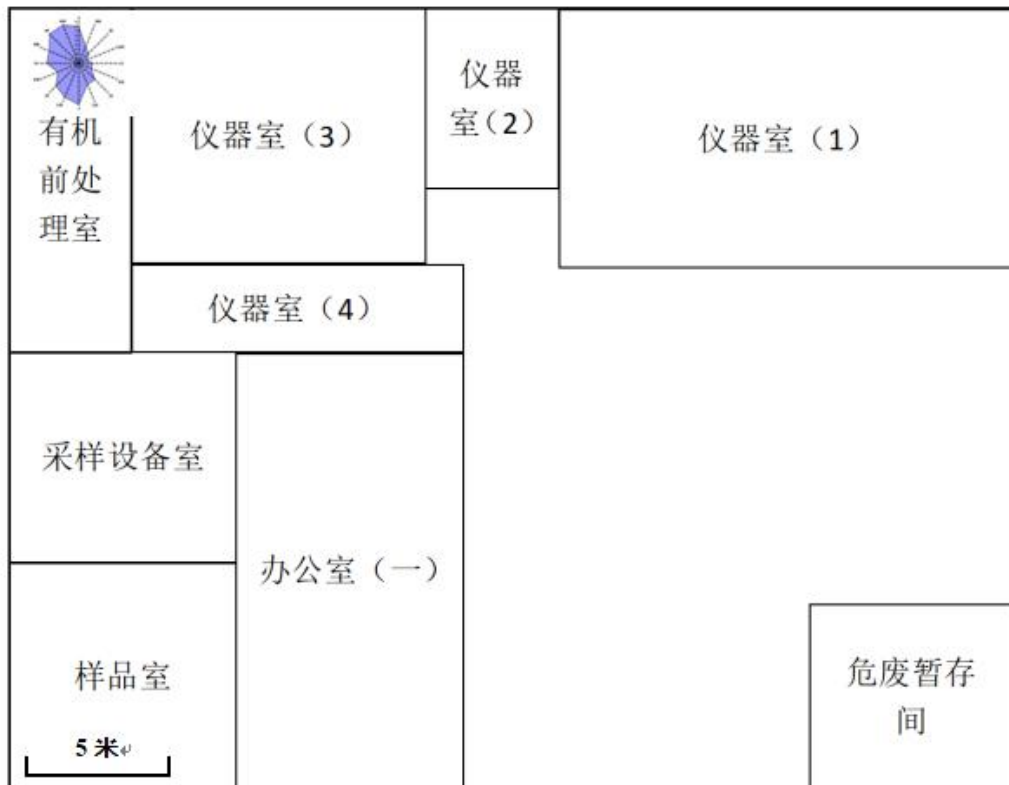 有机
前处
理室
仪器室（3）
仪器
室（2）
仪器室（1）
仪器室（4）
采样设备室
办公室（一）
样品室
5 米
危废暂存
间